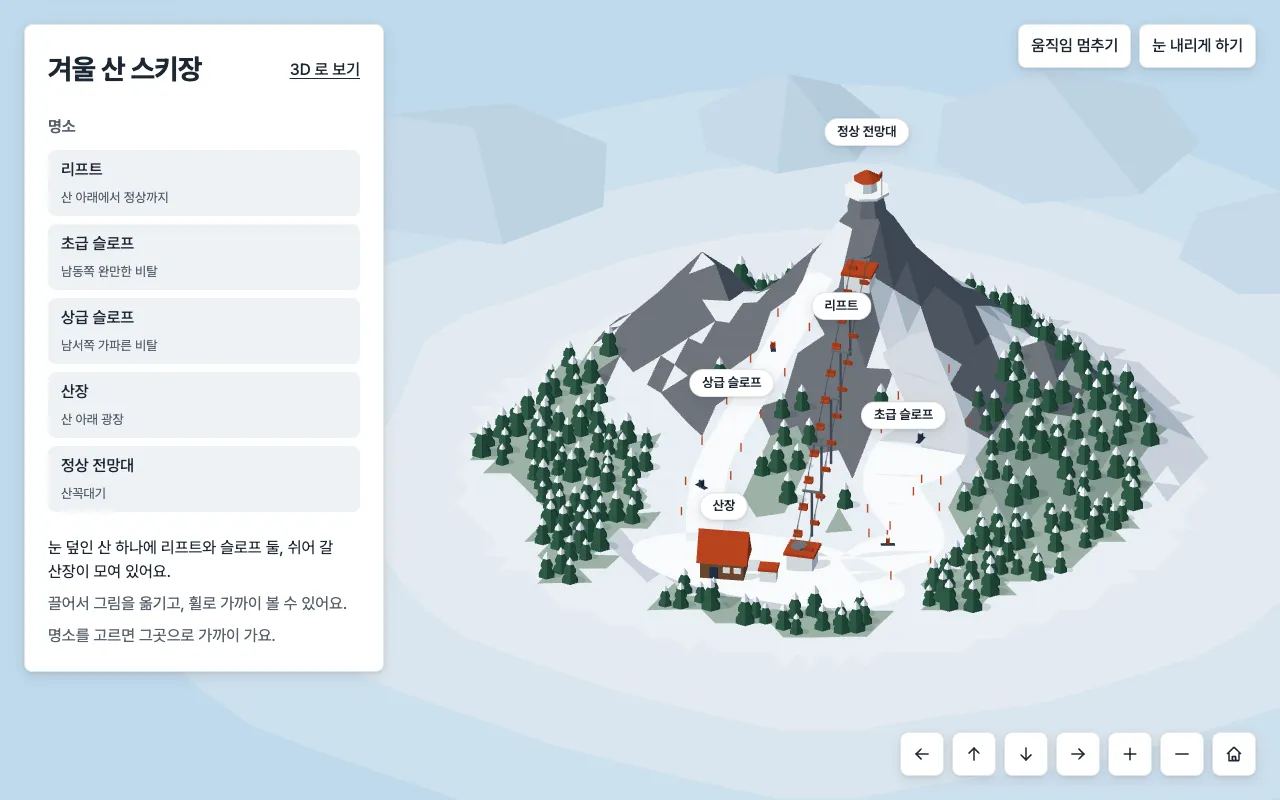 겨울 산 스키장
3D 로 보기
명소
리프트
산 아래에서 정상까지
초급 슬로프
남동쪽 완만한 비탈
상급 슬로프
남서쪽 가파른 비탈
산장
산 아래 광장
정상 전망대
산꼭대기
눈 덮인 산 하나에 리프트와 슬로프 둘, 쉬어 갈
산장이 모여 있어요.
끌어서 그림을 옮기고, 휠로 가까이 볼 수 있어요.
명소를 고르면 그곳으로 가까이 가요.
움직임 멈추기
눈 내리게 하기
정상 전망대
리프트
상급 슬로프
초급 슬로프
산장